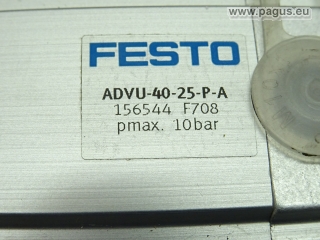 www.pagus.eu
FESTO
ADVU-40-25-P-A
156544 F708
pmax. 10bar